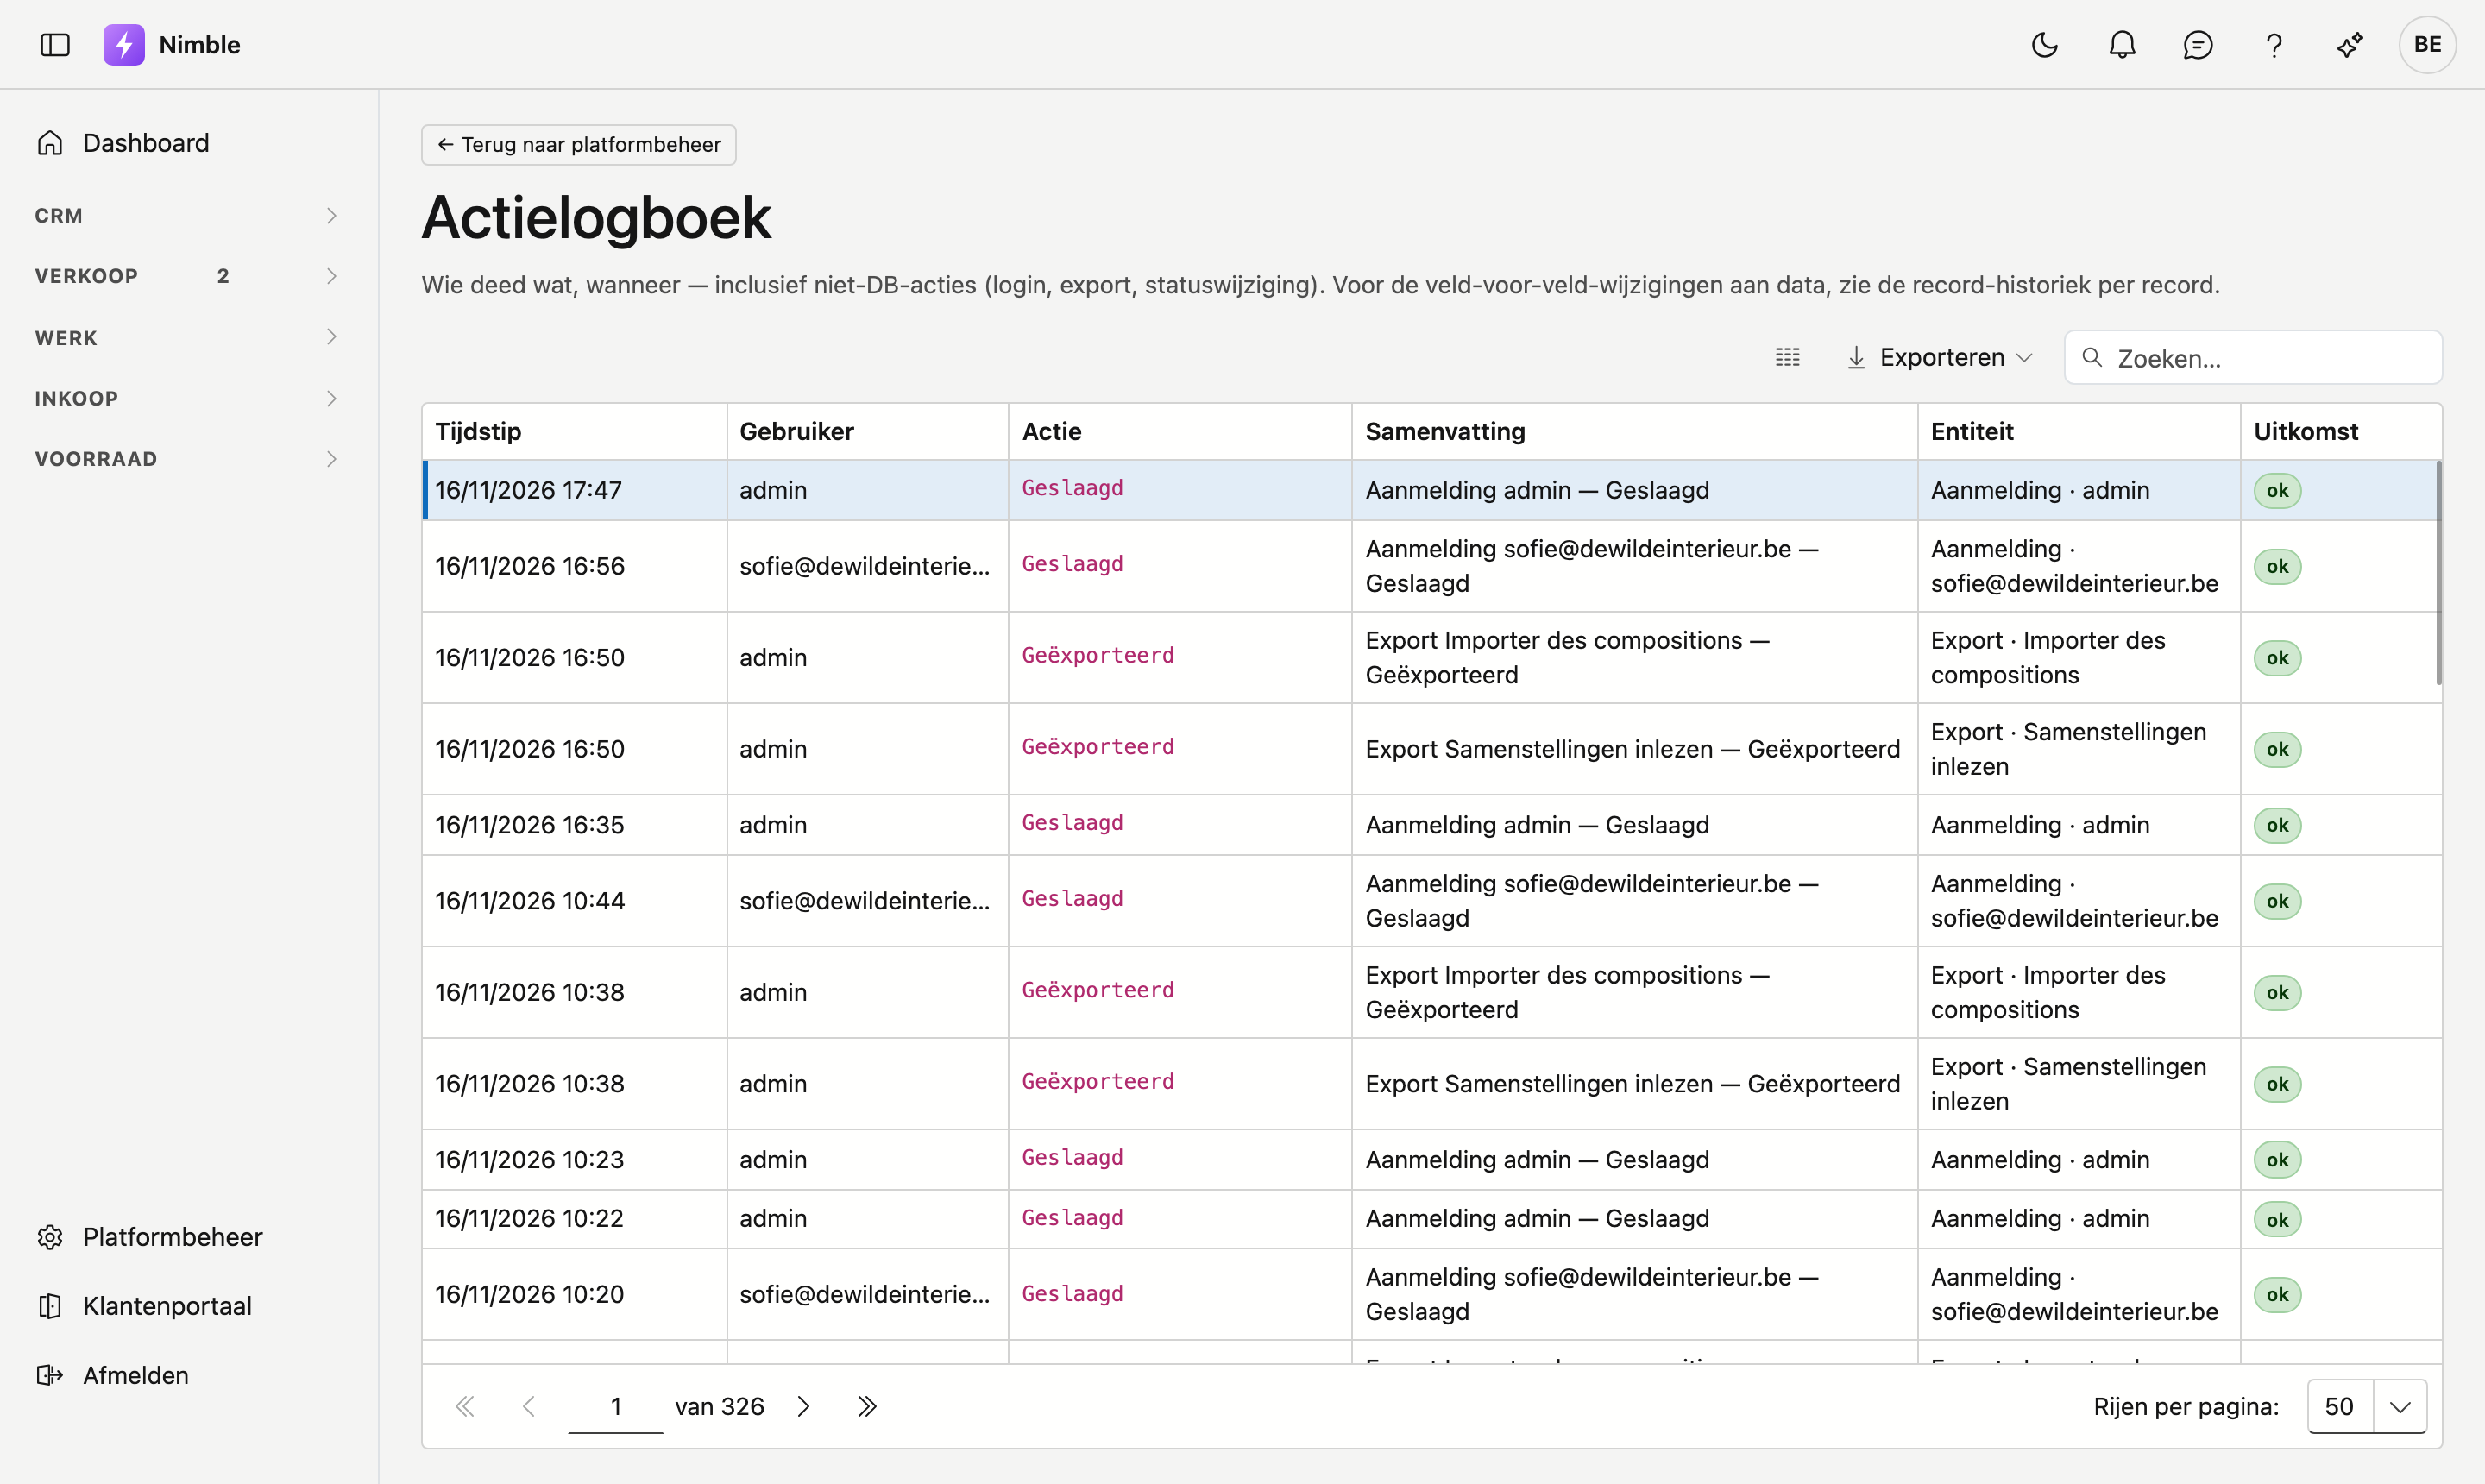 Nimble
BE
Dashboard
CRM
VERKOOP 2
WERK
INKOOP
VOORRAAD
Platformbeheer
Klantenportaal
Afmelden
← Terug naar platformbeheer
Actielogboek
Wie deed wat, wanneer — inclusief niet-DB-acties (login, export, statuswijziging). Voor de veld-voor-veld-wijzigingen aan data, zie de record-historiek per record.
Exporteren
Zoeken...
Tijdstip Gebruiker Actie Samenvatting Entiteit Uitkomst
16/11/2026 17:47 admin Geslaagd Aanmelding admin — Geslaagd Aanmelding · admin ok
16/11/2026 16:56 sofie@dewildeinterie... Geslaagd Aanmelding sofie@dewildeinterieur.be — Geslaagd Aanmelding · sofie@dewildeinterieur.be ok
16/11/2026 16:50 admin Geëxporteerd Export Importer des compositions — Geëxporteerd Export · Importer des compositions ok
16/11/2026 16:50 admin Geëxporteerd Export Samenstellingen inlezen — Geëxporteerd Export · Samenstellingen inlezen ok
16/11/2026 16:35 admin Geslaagd Aanmelding admin — Geslaagd Aanmelding · admin ok
16/11/2026 10:44 sofie@dewildeinterie... Geslaagd Aanmelding sofie@dewildeinterieur.be — Geslaagd Aanmelding · sofie@dewildeinterieur.be ok
16/11/2026 10:38 admin Geëxporteerd Export Importer des compositions — Geëxporteerd Export · Importer des compositions ok
16/11/2026 10:38 admin Geëxporteerd Export Samenstellingen inlezen — Geëxporteerd Export · Samenstellingen inlezen ok
16/11/2026 10:23 admin Geslaagd Aanmelding admin — Geslaagd Aanmelding · admin ok
16/11/2026 10:22 admin Geslaagd Aanmelding admin — Geslaagd Aanmelding · admin ok
16/11/2026 10:20 sofie@dewildeinterie... Geslaagd Aanmelding sofie@dewildeinterieur.be — Geslaagd Aanmelding · sofie@dewildeinterieur.be ok
1 van 326
Rijen per pagina: 50